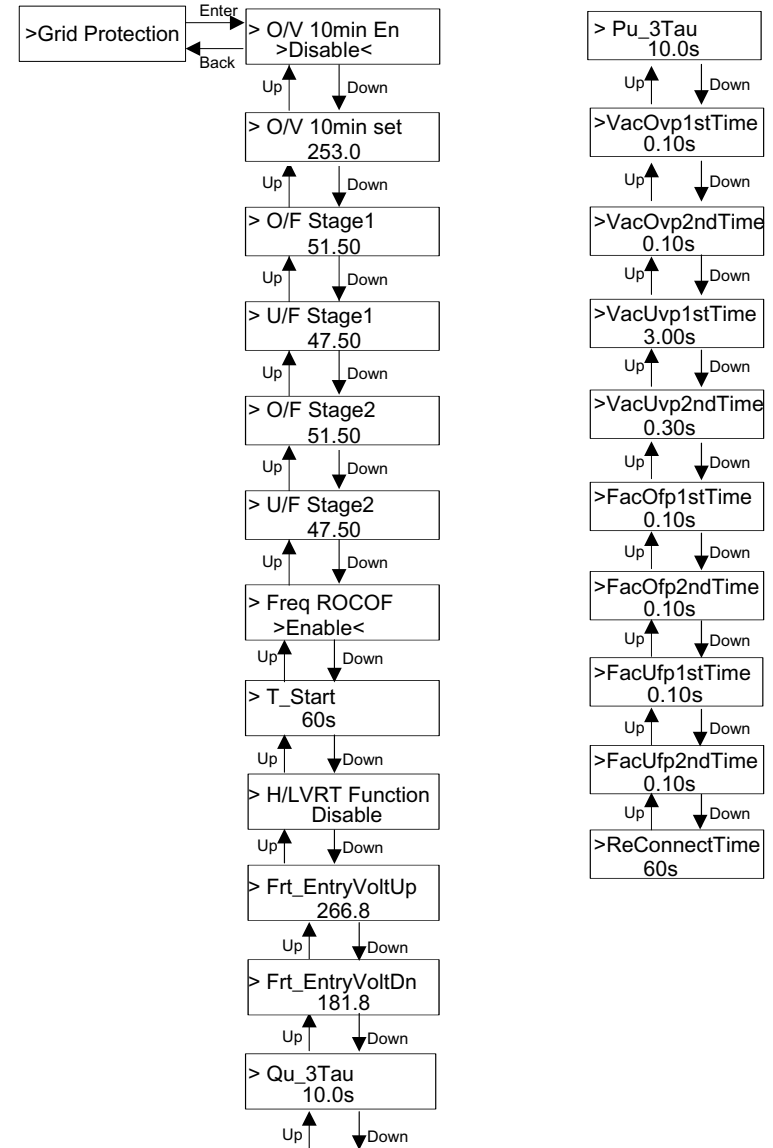 >Grid Protection
Enter
Back
> O/V 10min En
>Disable<
Up
Down
> O/V 10min set
253.0
Up
Down
> O/F Stage1
51.50
Up
Down
> U/F Stage1
47.50
Up
Down
> O/F Stage2
51.50
Up
Down
> U/F Stage2
47.50
Up
Down
> Freq ROCOF
>Enable<
Up
Down
> T_Start
60s
Up
Down
> H/LVRT Function
Disable
Up
Down
> Frt_EntryVoltUp
266.8
Up
Down
> Frt_EntryVoltDn
181.8
Up
Down
> Qu_3Tau
10.0s
Up
Down
> Pu_3Tau
10.0s
Up
Down
>VacOvp1stTime
0.10s
Up
Down
>VacOvp2ndTime
0.10s
Up
Down
>VacUvp1stTime
3.00s
Up
Down
>VacUvp2ndTime
0.30s
Up
Down
>FacOfp1stTime
0.10s
Up
Down
>FacOfp2ndTime
0.10s
Up
Down
>FacUfp1stTime
0.10s
Up
Down
>FacUfp2ndTime
0.10s
Up
Down
>ReConnectTime
60s